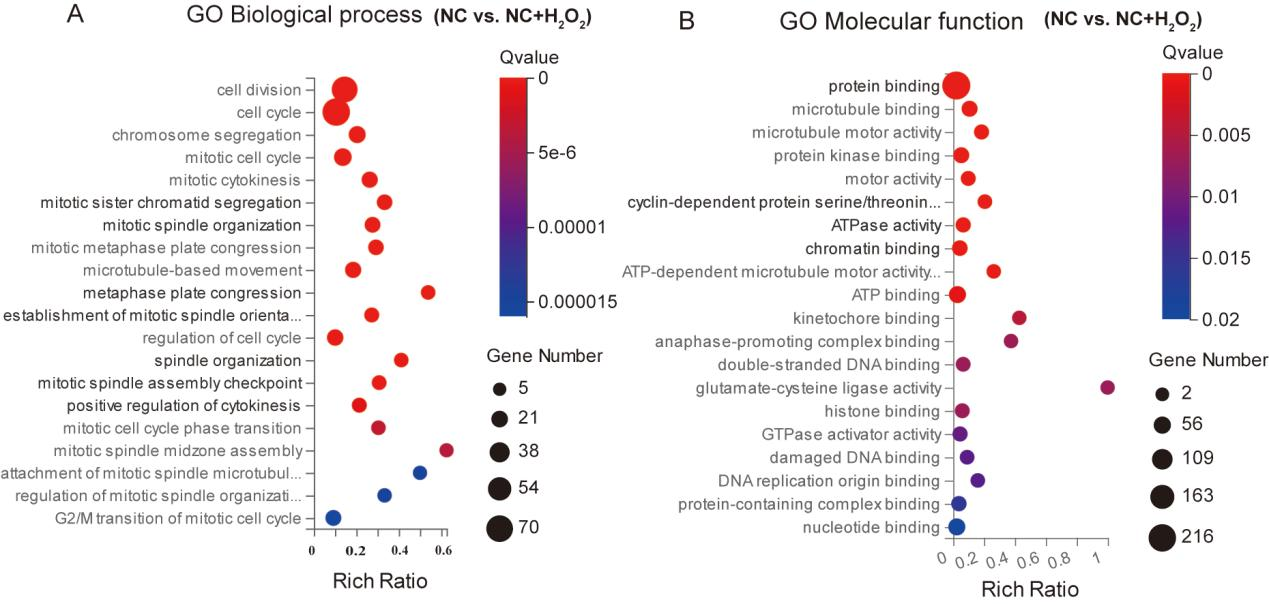 A GO Biological process (NC vs. NC+H₂O₂)
Qvalue
cell division
cell cycle
chromosome segregation
mitotic cell cycle
mitotic cytokinesis
mitotic sister chromatid segregation
mitotic spindle organization
mitotic metaphase plate congression
microtubule-based movement
metaphase plate congression
establishment of mitotic spindle orienta...
regulation of cell cycle
spindle organization
mitotic spindle assembly checkpoint
positive regulation of cytokinesis
mitotic cell cycle phase transition
mitotic spindle midzone assembly
attachment of mitotic spindle microtubul...
regulation of mitotic spindle organizati...
G2/M transition of mitotic cell cycle
0
5e-6
0.00001
0.000015
Gene Number
5
21
38
54
70
0 0.2 0.4 0.6
Rich Ratio
B GO Molecular function (NC vs. NC+H₂O₂)
Qvalue
protein binding
microtubule binding
microtubule motor activity
protein kinase binding
motor activity
cyclin-dependent protein serine/threonin...
ATPase activity
chromatin binding
ATP-dependent microtubule motor activity...
ATP binding
kinetochore binding
anaphase-promoting complex binding
double-stranded DNA binding
glutamate-cysteine ligase activity
histone binding
GTPase activator activity
damaged DNA binding
DNA replication origin binding
protein-containing complex binding
nucleotide binding
0
0.005
0.01
0.015
0.02
Gene Number
2
56
109
163
216
0 0.2 0.4 0.6 0.8 1
Rich Ratio